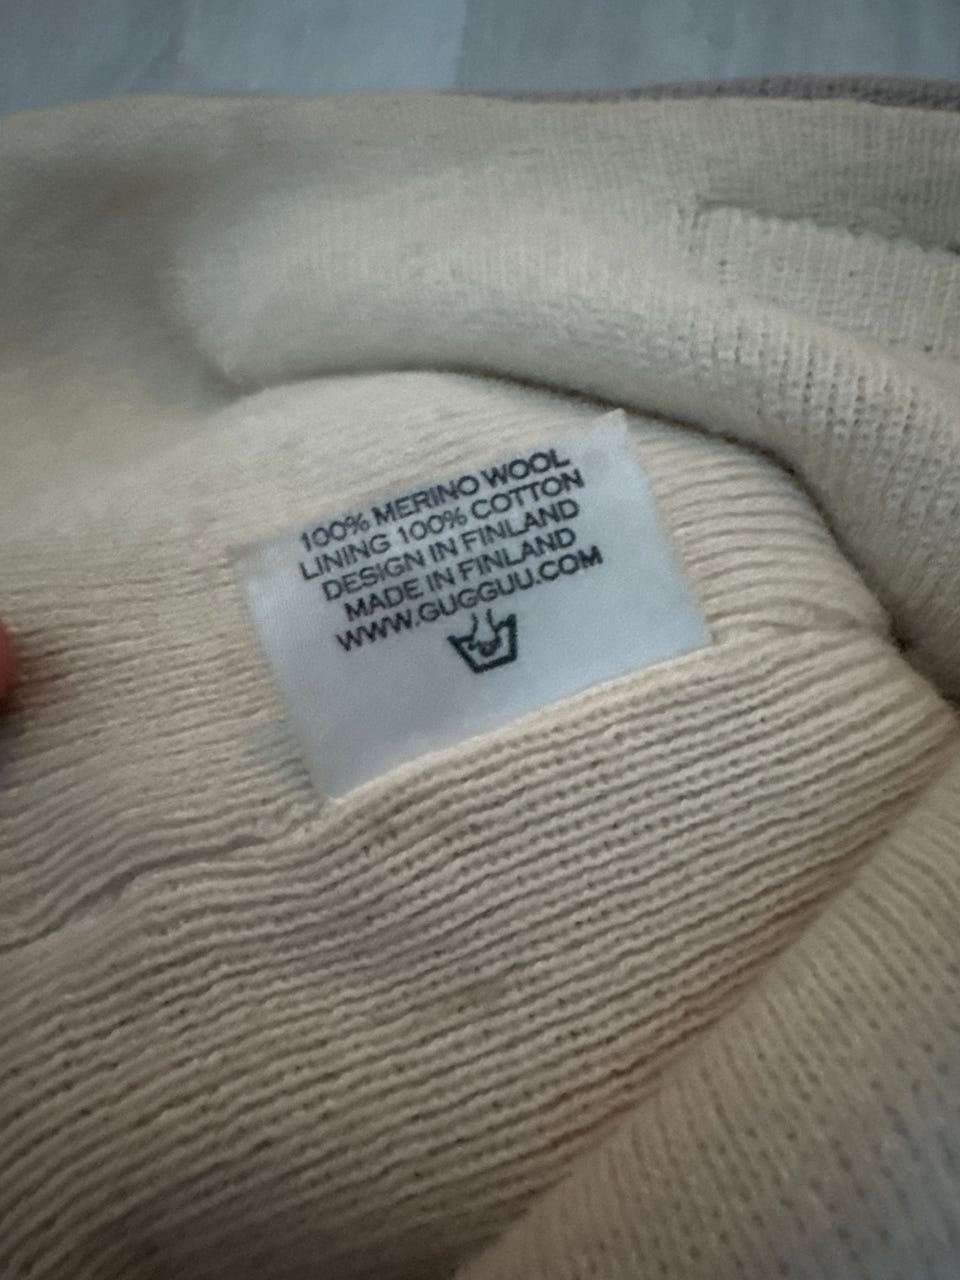 100% MERINO WOOL
LINING 100% COTTON
DESIGN IN FINLAND
MADE IN FINLAND
WWW.GUGGUU.COM